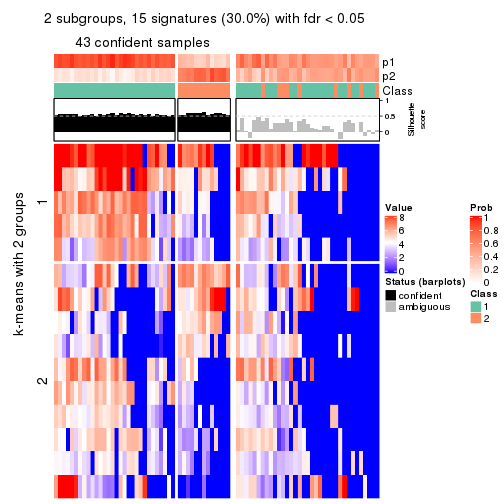 2 subgroups, 15 signatures (30.0%) with fdr < 0.05
43 confident samples
p1
p2
Class
1
0.5
0
Silhouette
score
k-means with 2 groups
1
2
Value
8
6
4
2
0
Status (barplots)
confident
ambiguous
Prob
1
0.8
0.6
0.4
0.2
0
Class
1
2